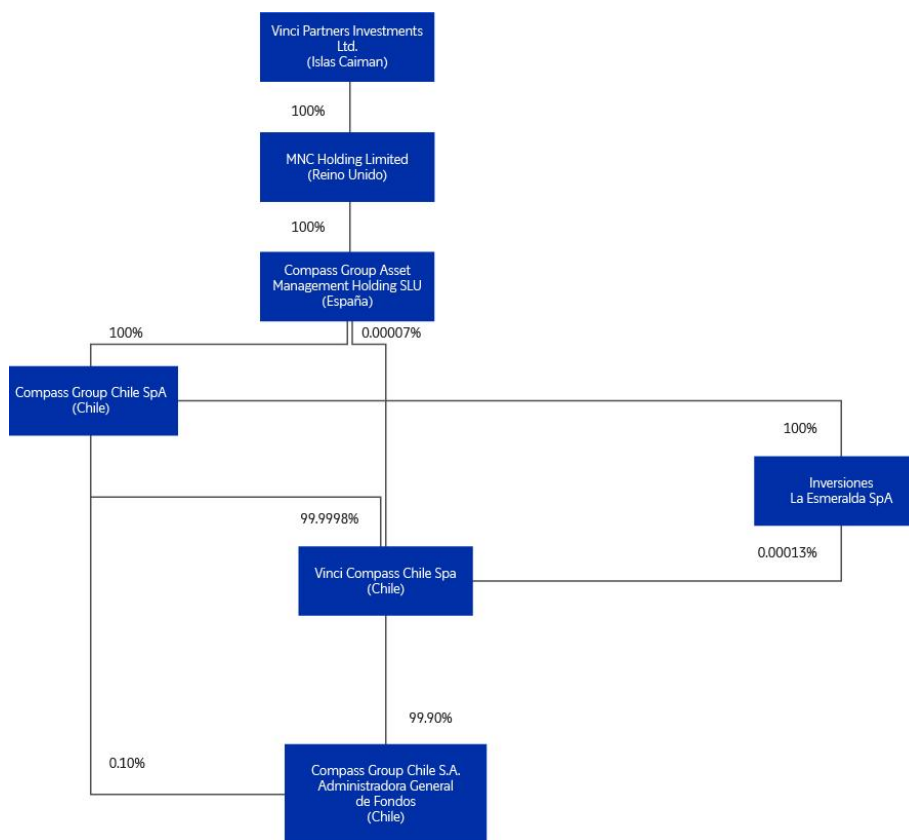 Vinci Partners Investments
Ltd.
(Islas Caiman)
100%
MNC Holding Limited
(Reino Unido)
100%
Compass Group Asset
Management Holding SLU
(España)
100%
0.00007%
Compass Group Chile SpA
(Chile)
100%
Inversiones
La Esmeralda SpA
99.9998%
0.00013%
Vinci Compass Chile Spa
(Chile)
99.90%
0.10%
Compass Group Chile S.A.
Administradora General
de Fondos
(Chile)